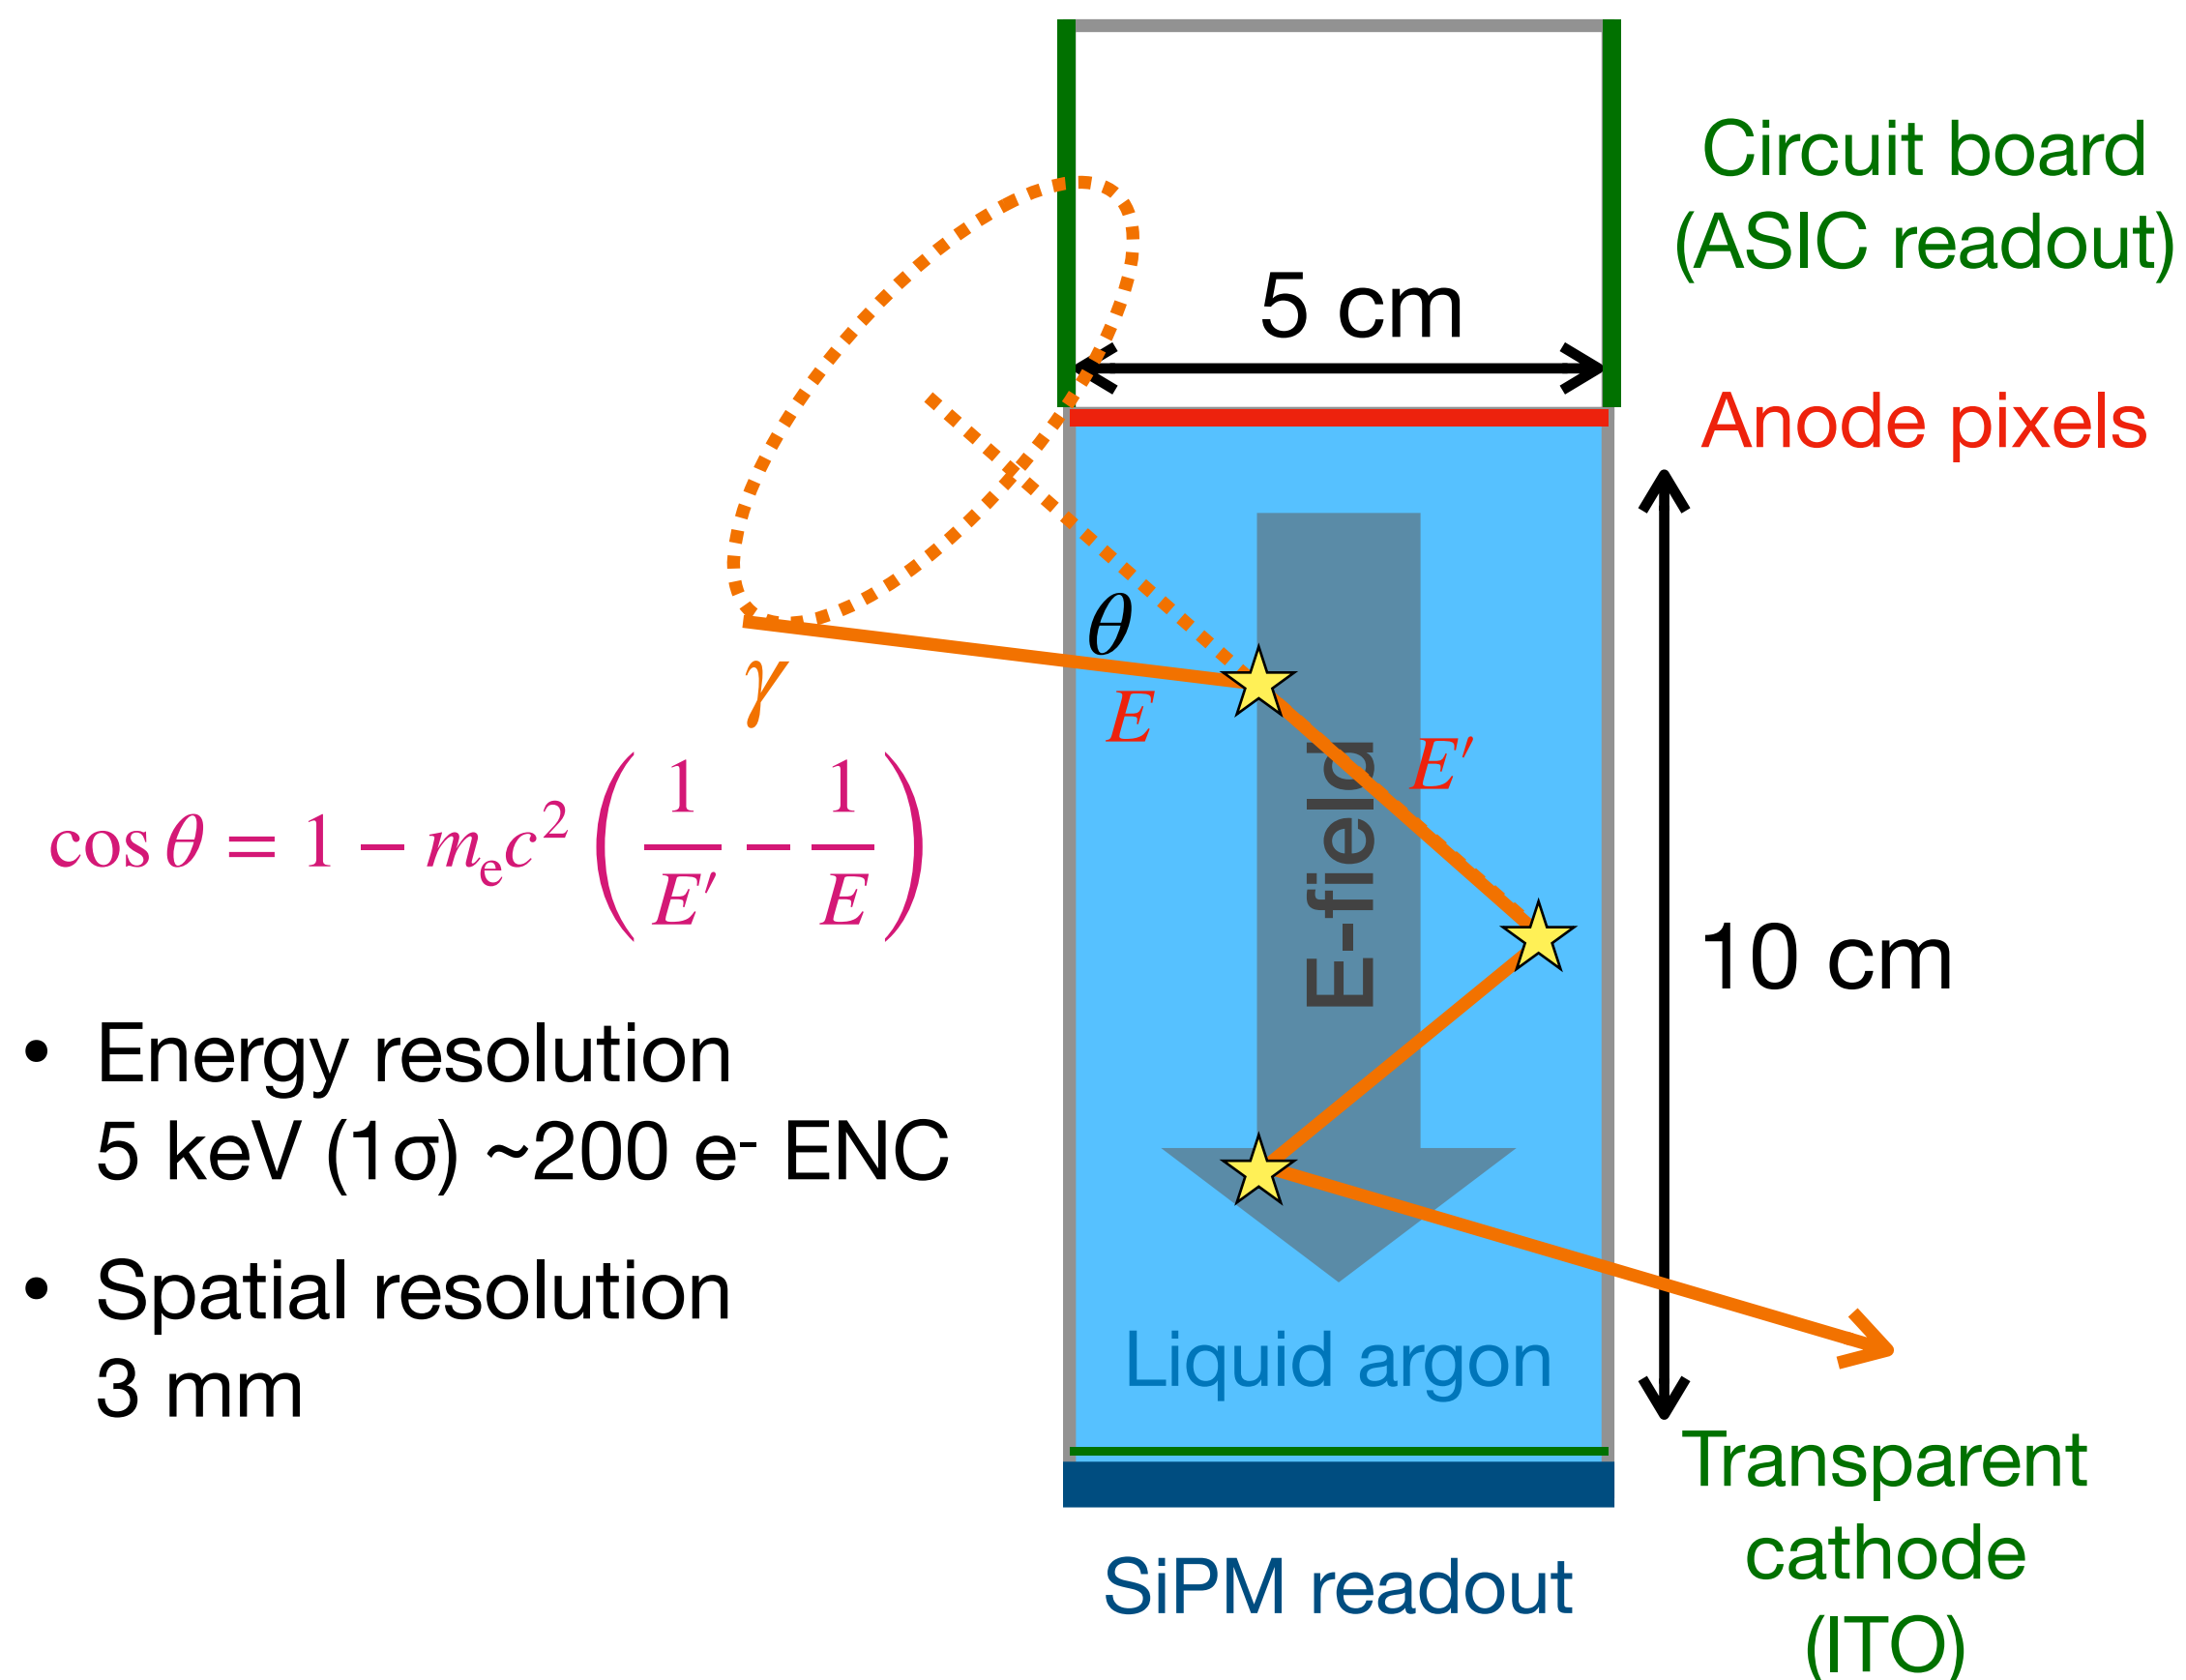 Circuit board
(ASIC readout)
5 cm
Anode pixels
θ
γ
E
E′
E-field
cos θ = 1 − mₑc² (1/E′ − 1/E)
10 cm
• Energy resolution
5 keV (1σ) ~200 e⁻ ENC
• Spatial resolution
3 mm
Liquid argon
Transparent
cathode
(ITO)
SiPM readout